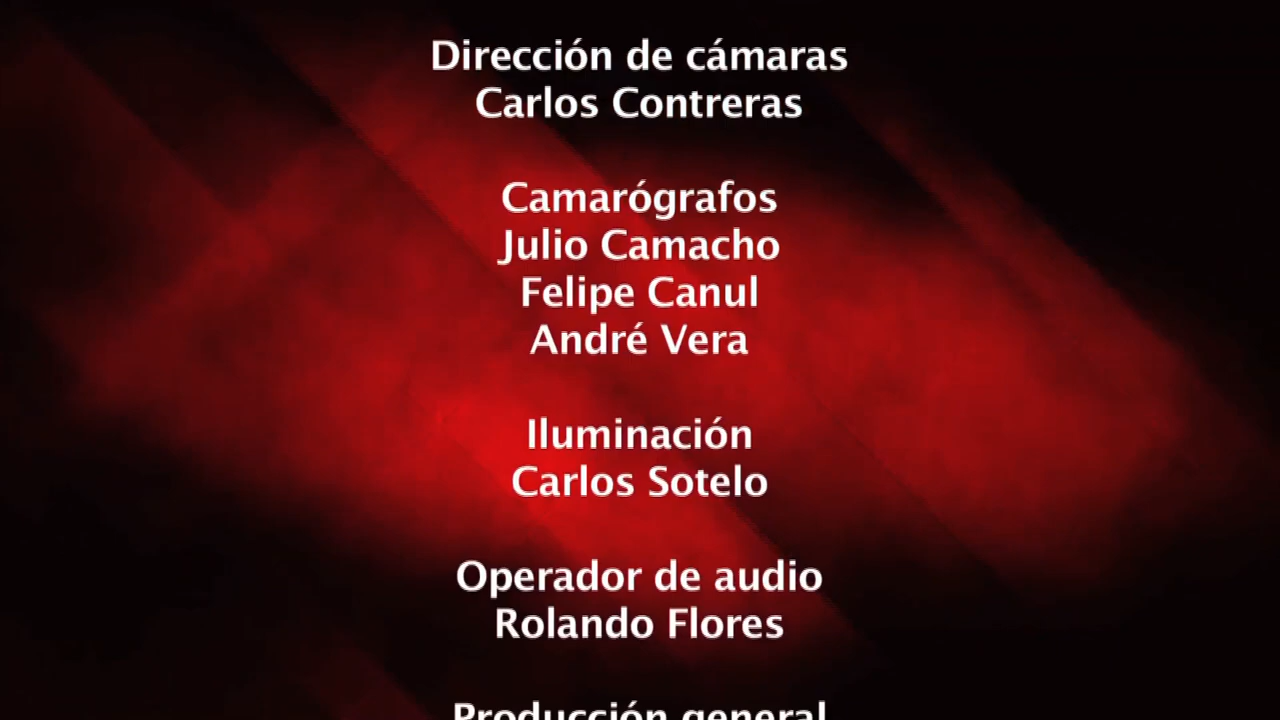 Dirección de cámaras
Carlos Contreras
Camarógrafos
Julio Camacho
Felipe Canul
André Vera
Iluminación
Carlos Sotelo
Operador de audio
Rolando Flores
Producción general